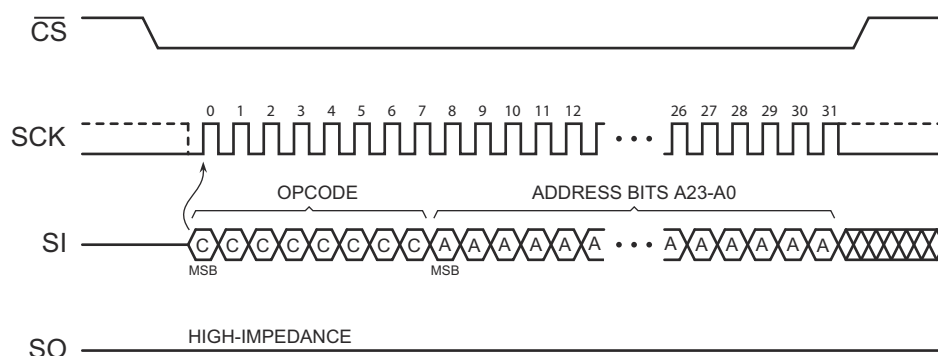 CS
0 1 2 3 4 5 6 7 8 9 10 11 12 26 27 28 29 30 31
SCK
OPCODE ADDRESS BITS A23-A0
SI C C C C C C C C A A A A A A A A A A A A
MSB MSB
HIGH-IMPEDANCE
SO